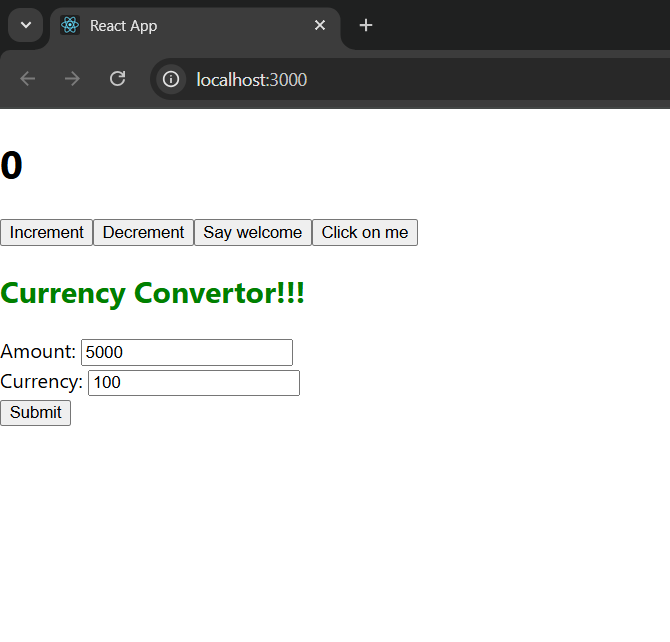 React App
localhost:3000
0
Increment Decrement Say welcome Click on me
Currency Convertor!!!
Amount: 5000
Currency: 100
Submit